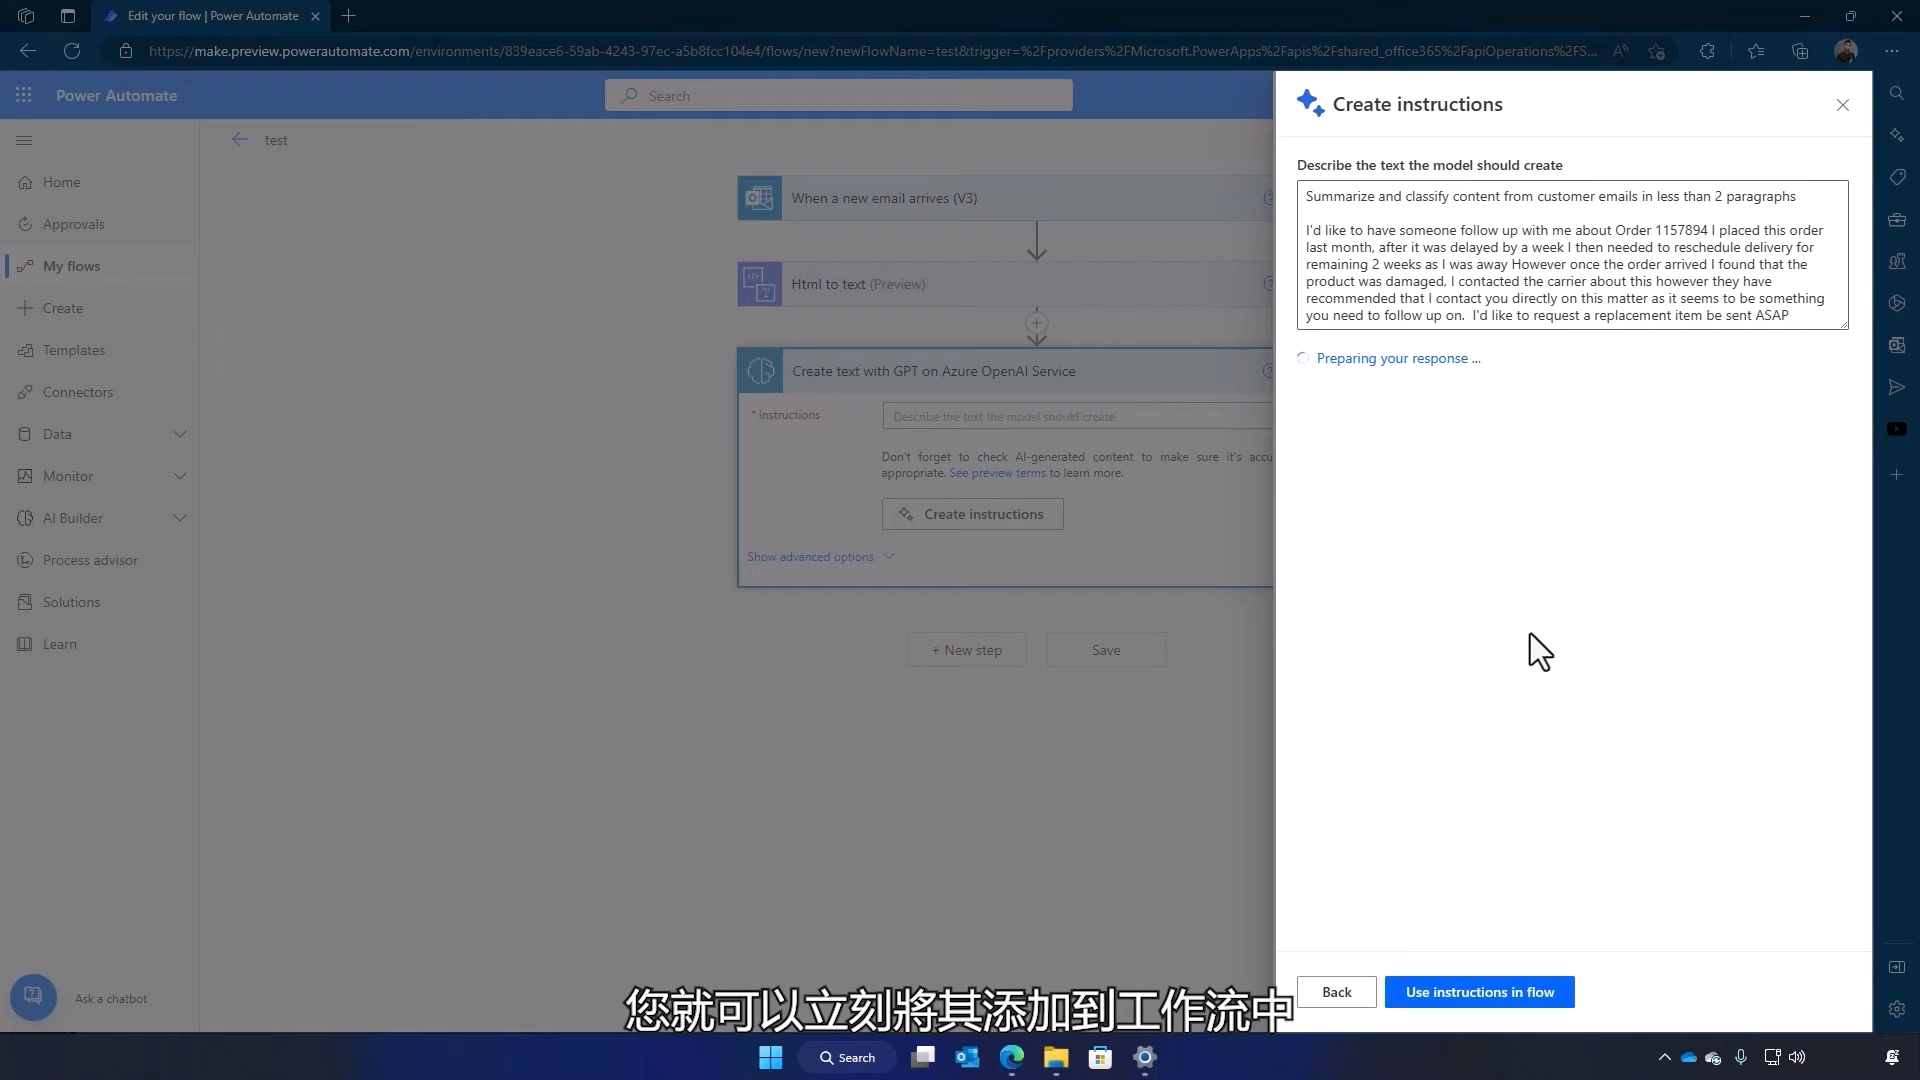 Edit your flow | Power Automate
https://make.preview.powerautomate.com/environments/839eace6-59ab-4243-97ec-a5b8fcc104e4/flows/new?newFlowName=test&trigger=%2Fproviders%2FMicrosoft.PowerApps%2Fapis%2Fshared_office365%2FapiOperations%2FS...
Power Automate
Search
test
Home
Approvals
My flows
Create
Templates
Connectors
Data
Monitor
AI Builder
Process advisor
Solutions
Learn
Ask a chatbot
When a new email arrives (V3)
Html to text (Preview)
Create text with GPT on Azure OpenAI Service
* Instructions
Describe the text the model should create.
Don't forget to check AI-generated content to make sure it's accu
appropriate. See preview terms to learn more.
Create instructions
Show advanced options
+ New step
Save
Create instructions
Describe the text the model should create
Summarize and classify content from customer emails in less than 2 paragraphs
I'd like to have someone follow up with me about Order 1157894 I placed this order
last month, after it was delayed by a week I then needed to reschedule delivery for
remaining 2 weeks as I was away However once the order arrived I found that the
product was damaged, I contacted the carrier about this however they have
recommended that I contact you directly on this matter as it seems to be something
you need to follow up on.  I'd like to request a replacement item be sent ASAP
Preparing your response ...
Back
Use instructions in flow
您就可以立刻將其添加到工作流中
Search